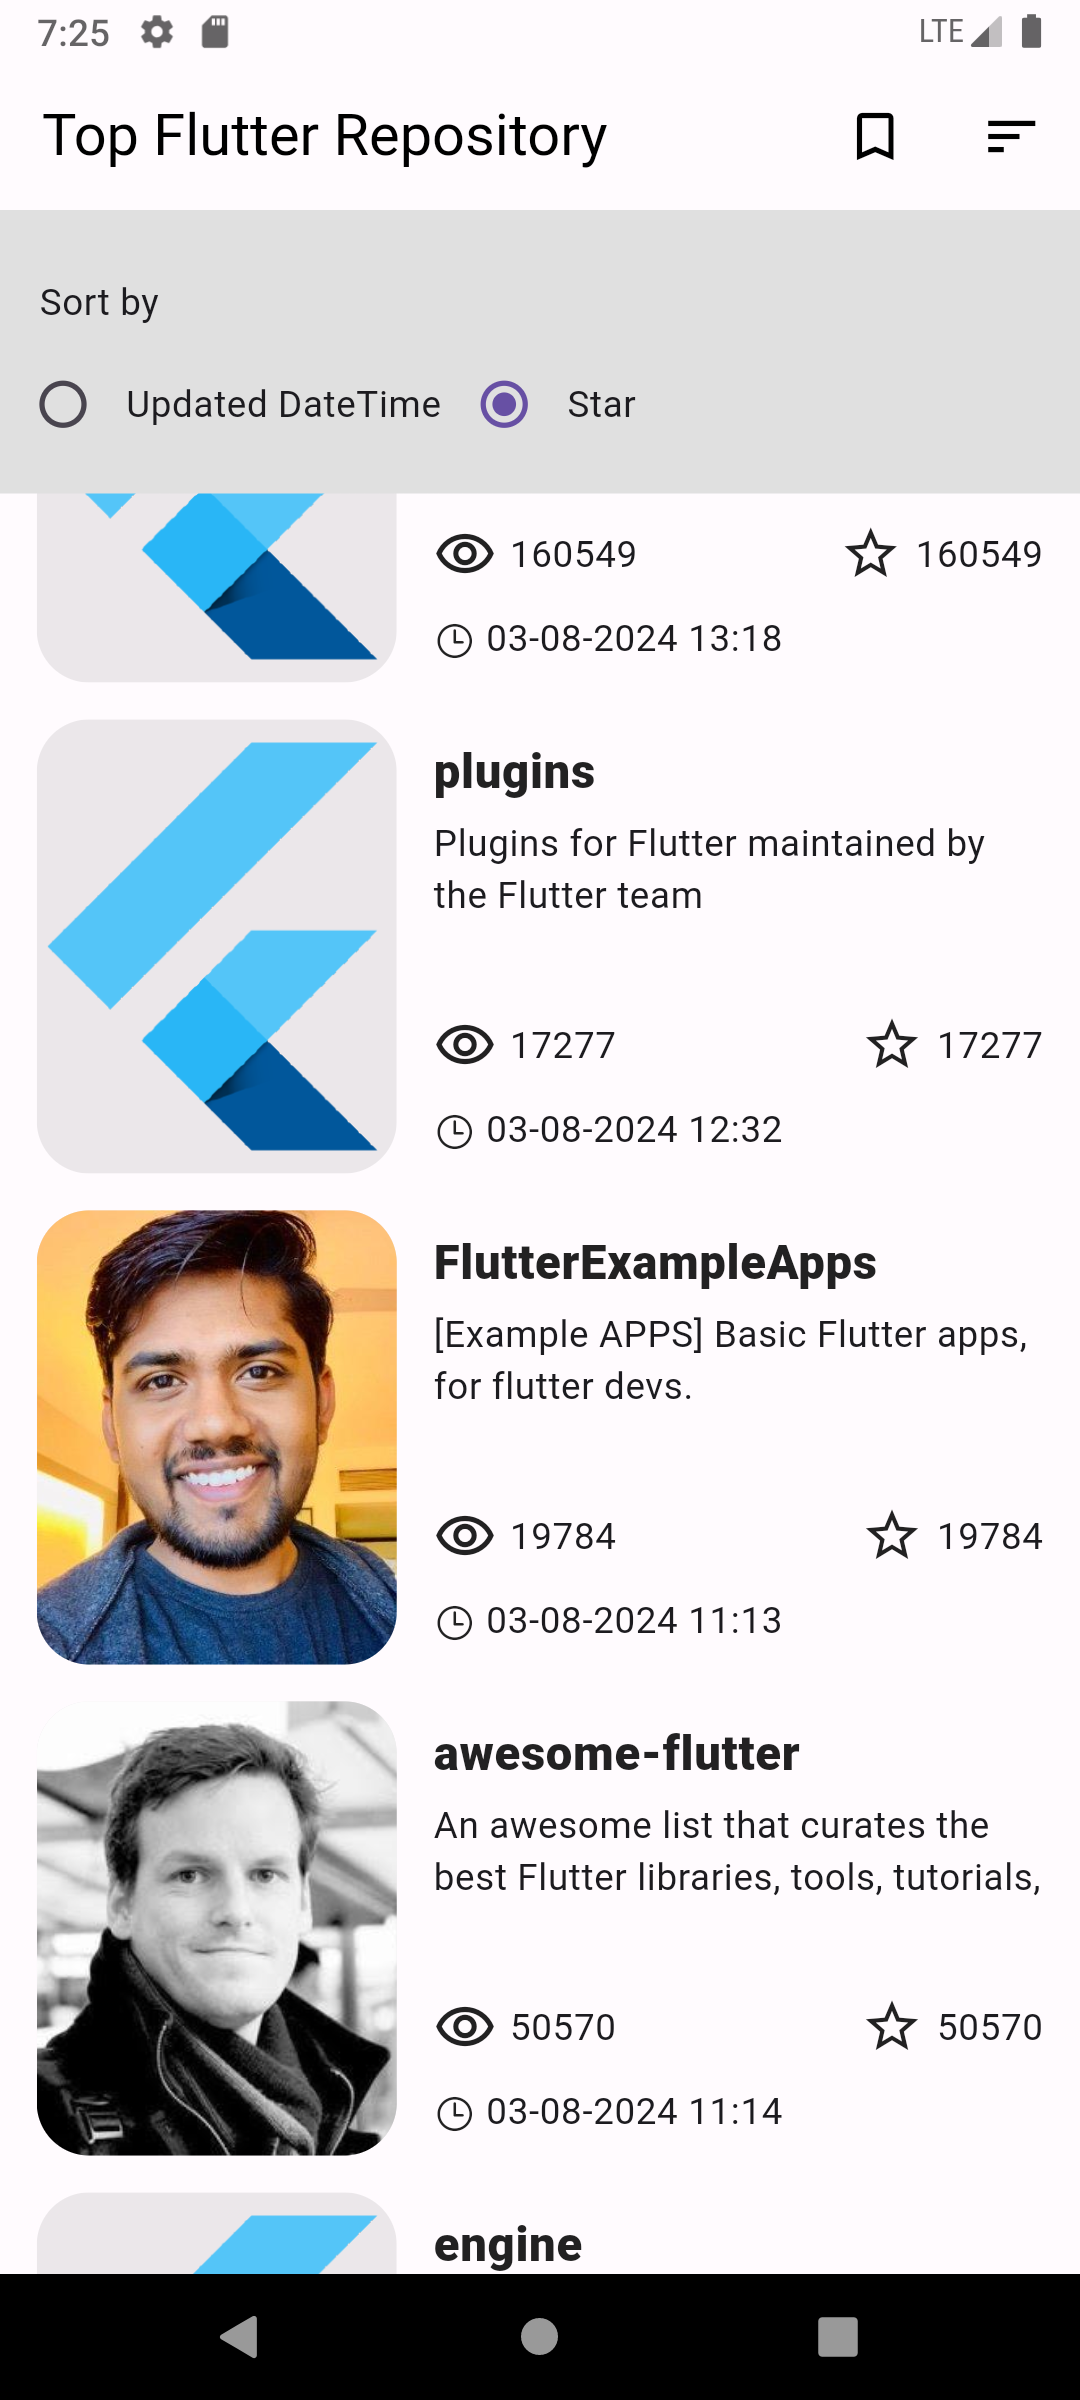 7:25 LTE
Top Flutter Repository
Sort by
Updated DateTime Star
160549 160549
03-08-2024 13:18
plugins
Plugins for Flutter maintained by
the Flutter team
17277 17277
03-08-2024 12:32
FlutterExampleApps
[Example APPS] Basic Flutter apps,
for flutter devs.
19784 19784
03-08-2024 11:13
awesome-flutter
An awesome list that curates the
best Flutter libraries, tools, tutorials,
50570 50570
03-08-2024 11:14
engine